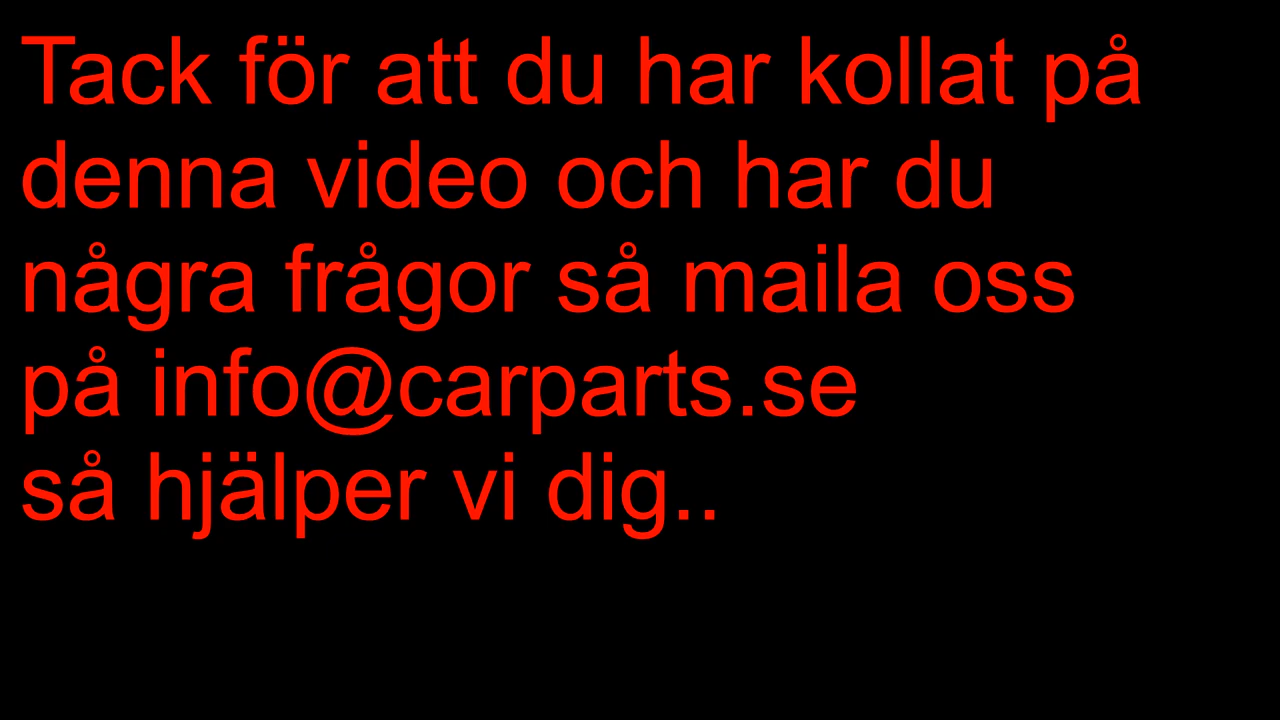 Tack för att du har kollat på
denna video och har du
några frågor så maila oss
på info@carparts.se
så hjälper vi dig..